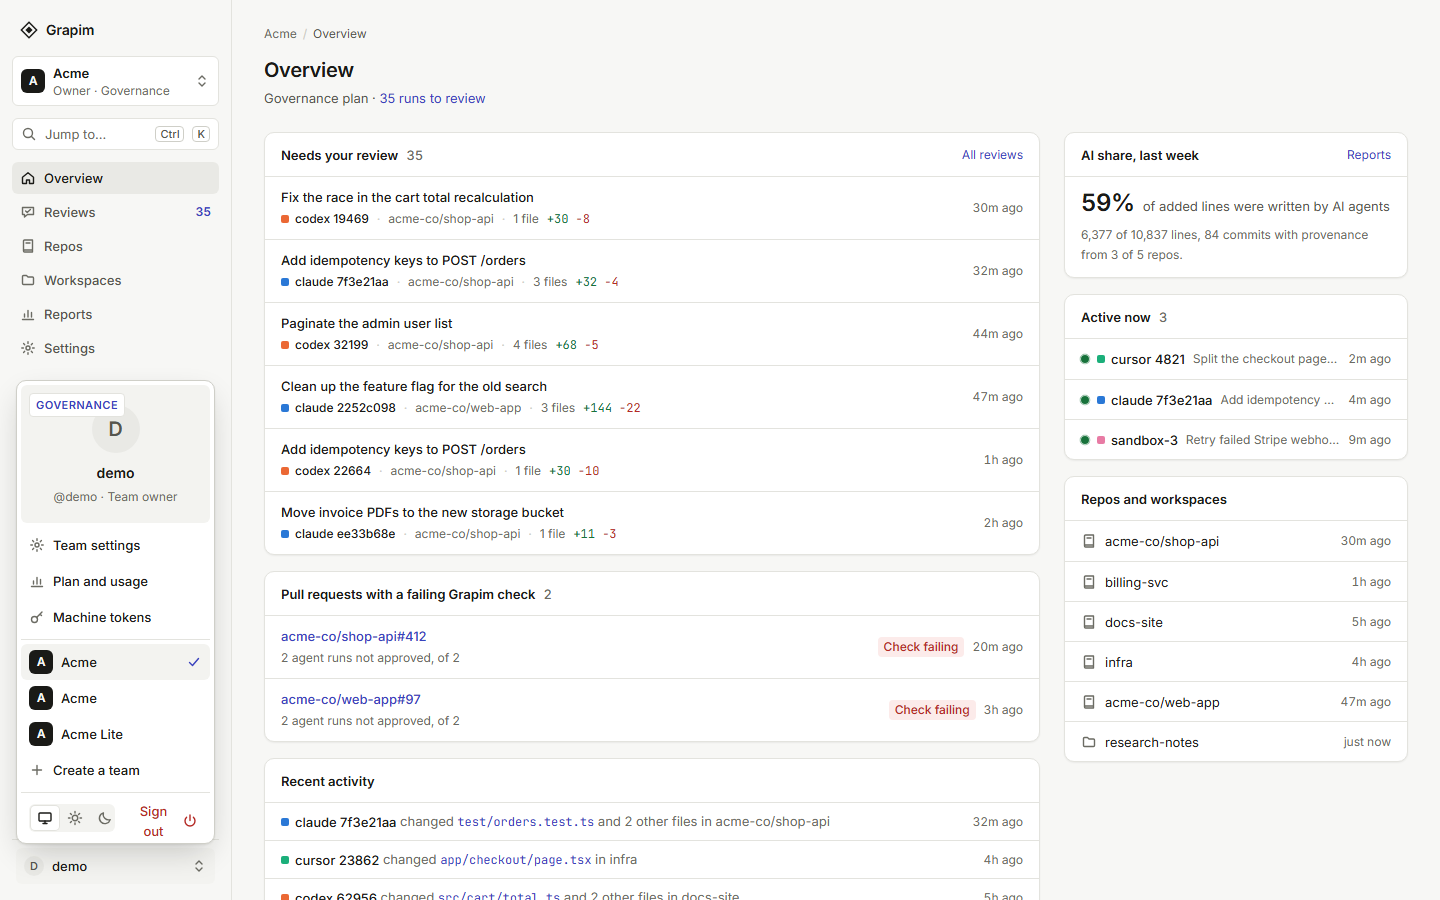 Grapim
A
Acme
Owner · Governance
Jump to...
Ctrl
K
Overview
Reviews
35
Repos
Workspaces
Reports
Settings
GOVERNANCE
D
demo
@demo · Team owner
Team settings
Plan and usage
Machine tokens
A
Acme
A
Acme
A
Acme Lite
Create a team
Sign
out
D
demo
Acme / Overview
Overview
Governance plan · 35 runs to review
Needs your review 35
All reviews
Fix the race in the cart total recalculation
codex 19469 · acme-co/shop-api · 1 file +30 -8
30m ago
Add idempotency keys to POST /orders
claude 7f3e21aa · acme-co/shop-api · 3 files +32 -4
32m ago
Paginate the admin user list
codex 32199 · acme-co/shop-api · 4 files +68 -5
44m ago
Clean up the feature flag for the old search
claude 2252c098 · acme-co/web-app · 3 files +144 -22
47m ago
Add idempotency keys to POST /orders
codex 22664 · acme-co/shop-api · 1 file +30 -10
1h ago
Move invoice PDFs to the new storage bucket
claude ee33b68e · acme-co/shop-api · 1 file +11 -3
2h ago
Pull requests with a failing Grapim check 2
acme-co/shop-api#412
2 agent runs not approved, of 2
Check failing
20m ago
acme-co/web-app#97
2 agent runs not approved, of 2
Check failing
3h ago
Recent activity
claude 7f3e21aa changed test/orders.test.ts and 2 other files in acme-co/shop-api
32m ago
cursor 23862 changed app/checkout/page.tsx in infra
4h ago
codex 62956 changed src/cart/total.ts and 2 other files in docs-site
5h ago
AI share, last week
Reports
59% of added lines were written by AI agents
6,377 of 10,837 lines, 84 commits with provenance
from 3 of 5 repos.
Active now 3
cursor 4821 Split the checkout page... 2m ago
claude 7f3e21aa Add idempotency ... 4m ago
sandbox-3 Retry failed Stripe webho... 9m ago
Repos and workspaces
acme-co/shop-api
30m ago
billing-svc
1h ago
docs-site
5h ago
infra
4h ago
acme-co/web-app
47m ago
research-notes
just now